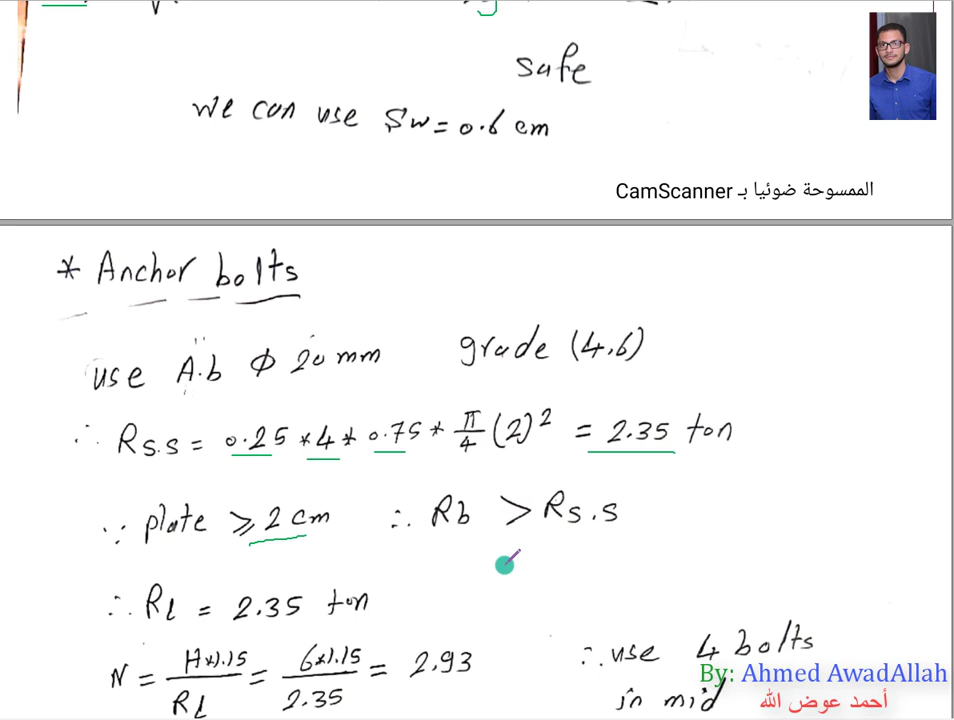 safe
we can use Sw = 0.6 cm
الممسوحة ضوئيا بـ CamScanner
* Anchor bolts
use A.b Φ 20 mm grade (4.6)
∴ Rs.s = 0.25 * 4 * 0.75 * π/4 (2)² = 2.35 ton
∵ plate ≥ 2 cm ∴ Rb > Rs.s
∴ RL = 2.35 ton
N = H*1.15/RL = 6*1.15/2.35 = 2.93 ∴ use 4 bolts
in mid
By: Ahmed AwadAllah
أحمد عوض الله